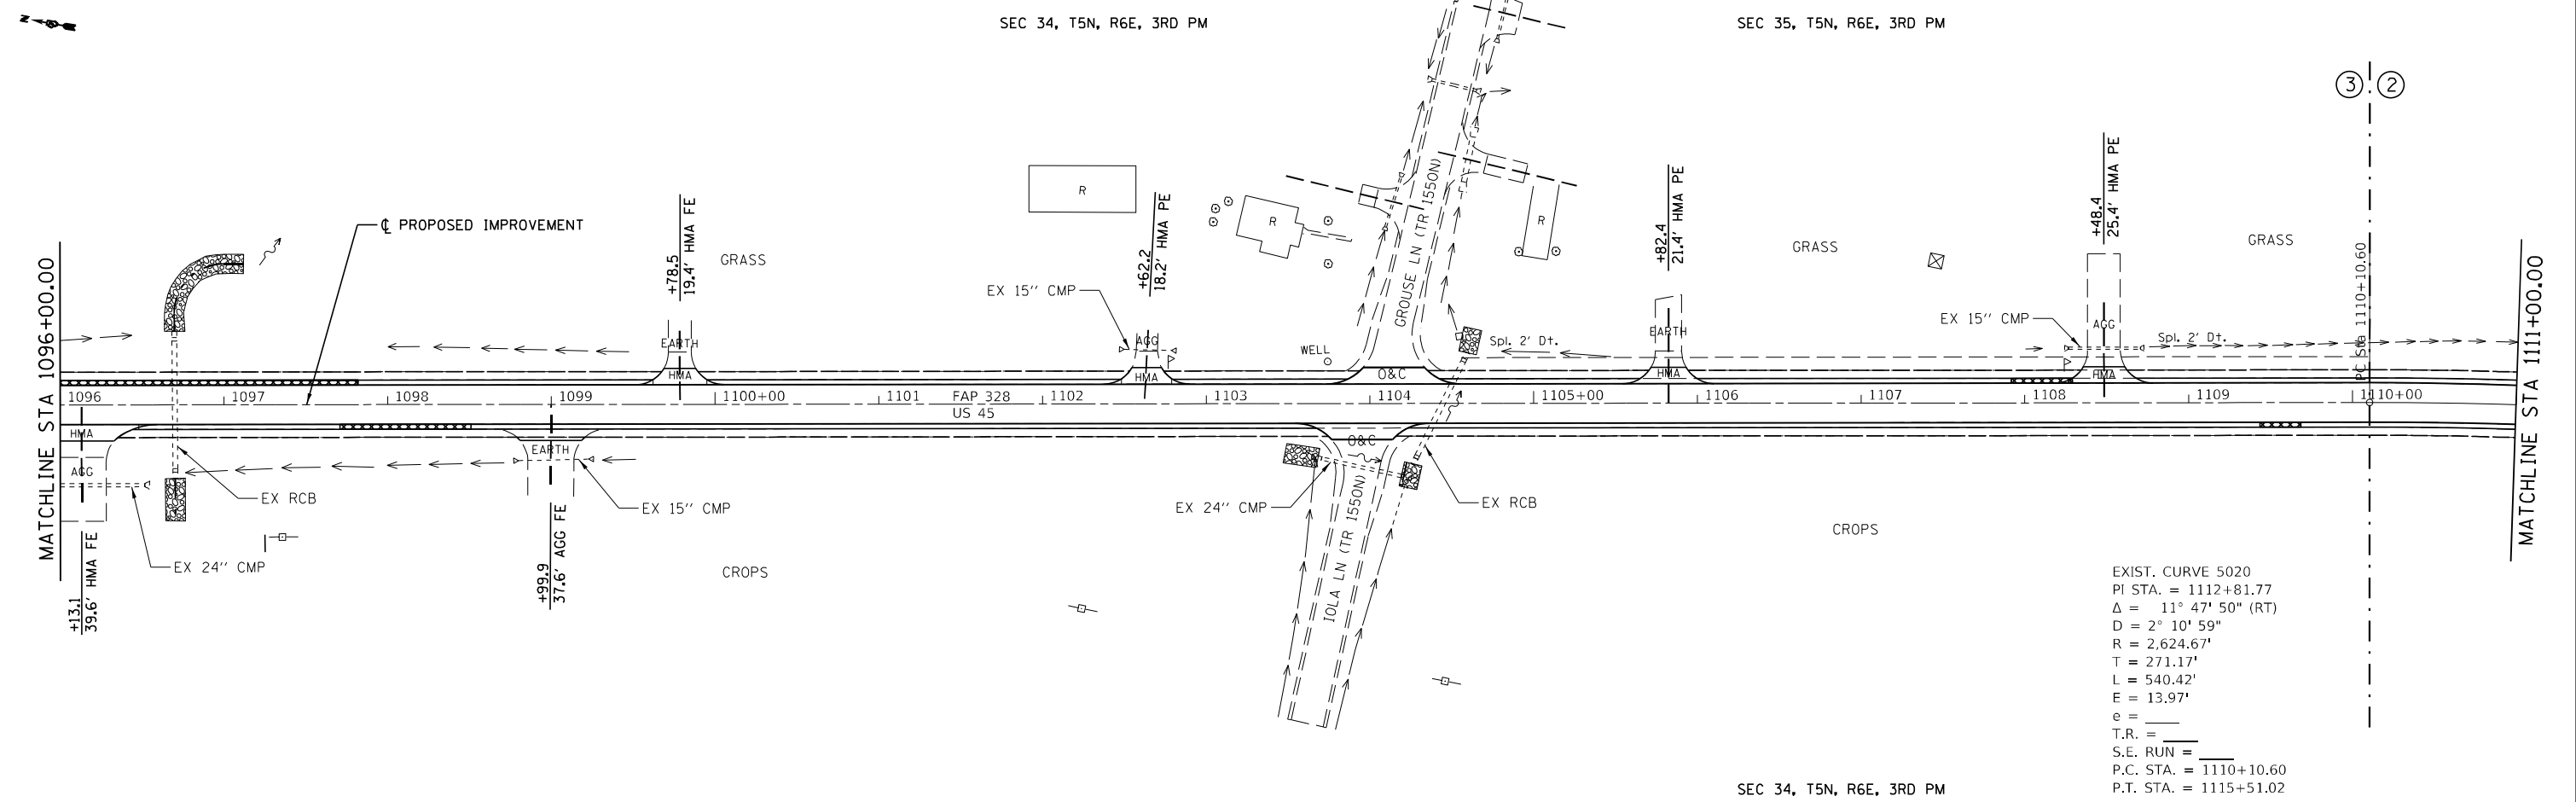 SEC 34, T5N, R6E, 3RD PM
SEC 35, T5N, R6E, 3RD PM
3
2
MATCHLINE STA 1096+00.00
℄ PROPOSED IMPROVEMENT
+78.5
19.4' HMA FE
GRASS
R
EX 15'' CMP
+62.2
18.2' HMA PE
R
GROUSE LN (TR 1550N)
R
+82.4
21.4' HMA PE
GRASS
EX 15'' CMP
+48.4
25.4' HMA PE
GRASS
PC Sta 1110+10.60
MATCHLINE STA 1111+00.00
EARTH
HMA
AGG
HMA
WELL
O&C
Spl. 2' Dt.
EARTH
HMA
AGG
HMA
Spl. 2' Dt.
1096
1097
1098
1099
1100+00
1101
FAP 328
US 45
1102
1103
1104
1105+00
1106
1107
1108
1109
1110+00
HMA
AGG
EX 24'' CMP
+13.1
39.6' HMA FE
EX RCB
EARTH
EX 15'' CMP
+99.9
37.6' AGG FE
CROPS
O&C
EX 24'' CMP
IOLA LN (TR 1550N)
EX RCB
CROPS
EXIST. CURVE 5020
PI STA. = 1112+81.77
Δ = 11° 47' 50" (RT)
D = 2° 10' 59"
R = 2,624.67'
T = 271.17'
L = 540.42'
E = 13.97'
e = ____
T.R. = ____
S.E. RUN = ____
P.C. STA. = 1110+10.60
P.T. STA. = 1115+51.02
SEC 34, T5N, R6E, 3RD PM